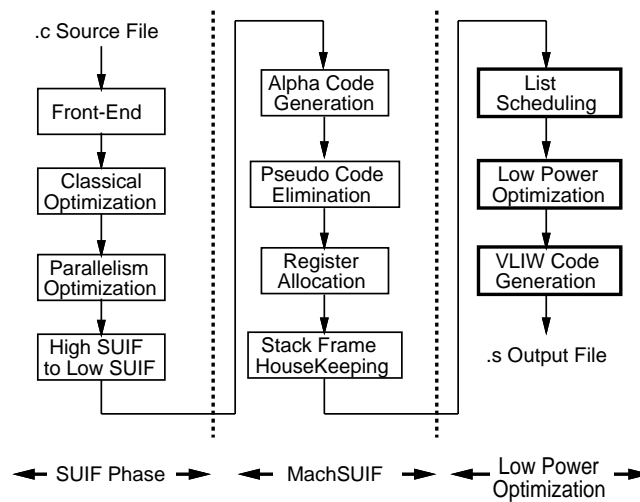 .c Source File
Front-End
Classical
Optimization
Parallelism
Optimization
High SUIF
to Low SUIF
Alpha Code
Generation
Pseudo Code
Elimination
Register
Allocation
Stack Frame
HouseKeeping
List
Scheduling
Low Power
Optimization
VLIW Code
Generation
.s Output File
SUIF Phase
MachSUIF
Low Power
Optimization